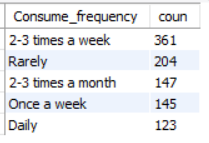 Consume_frequency coun
2-3 times a week 361
Rarely 204
2-3 times a month 147
Once a week 145
Daily 123